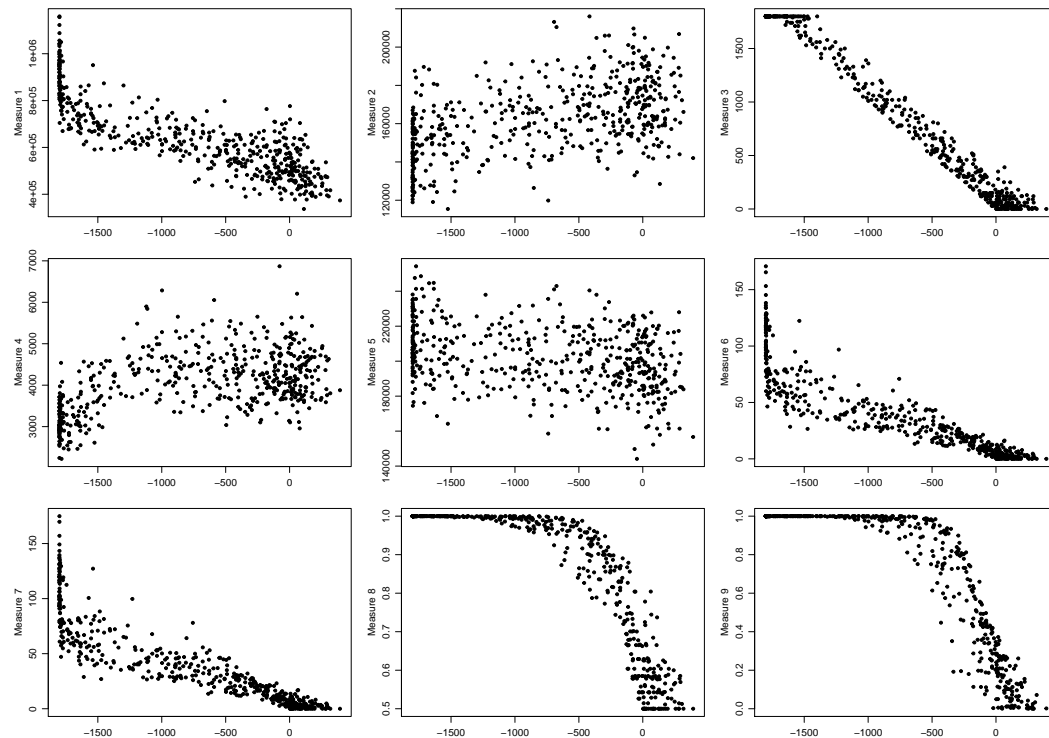 Measure 1
4e+05 6e+05 8e+05 1e+06
−1500 −1000 −500 0
Measure 2
120000 160000 200000
−1500 −1000 −500 0
Measure 3
0 500 1000 1500
−1500 −1000 −500 0
Measure 4
3000 4000 5000 6000 7000
−1500 −1000 −500 0
Measure 5
140000 180000 220000
−1500 −1000 −500 0
Measure 6
0 50 100 150
−1500 −1000 −500 0
Measure 7
0 50 100 150
−1500 −1000 −500 0
Measure 8
0.5 0.6 0.7 0.8 0.9 1.0
−1500 −1000 −500 0
Measure 9
0.0 0.2 0.4 0.6 0.8 1.0
−1500 −1000 −500 0